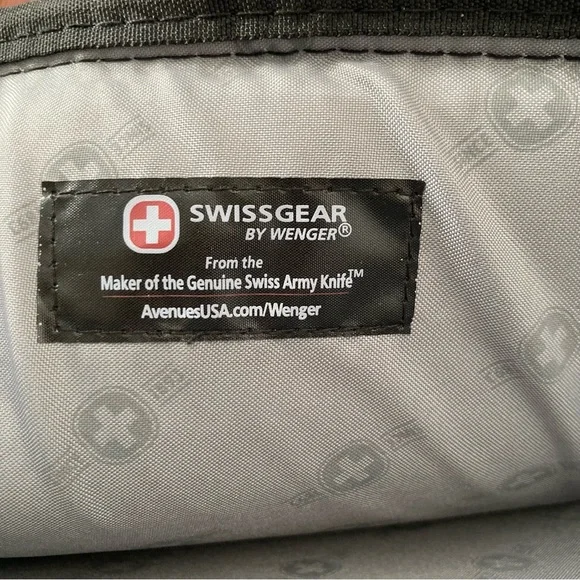 SWISSGEAR
BY WENGER®
From the
Maker of the Genuine Swiss Army Knife™
AvenuesUSA.com/Wenger